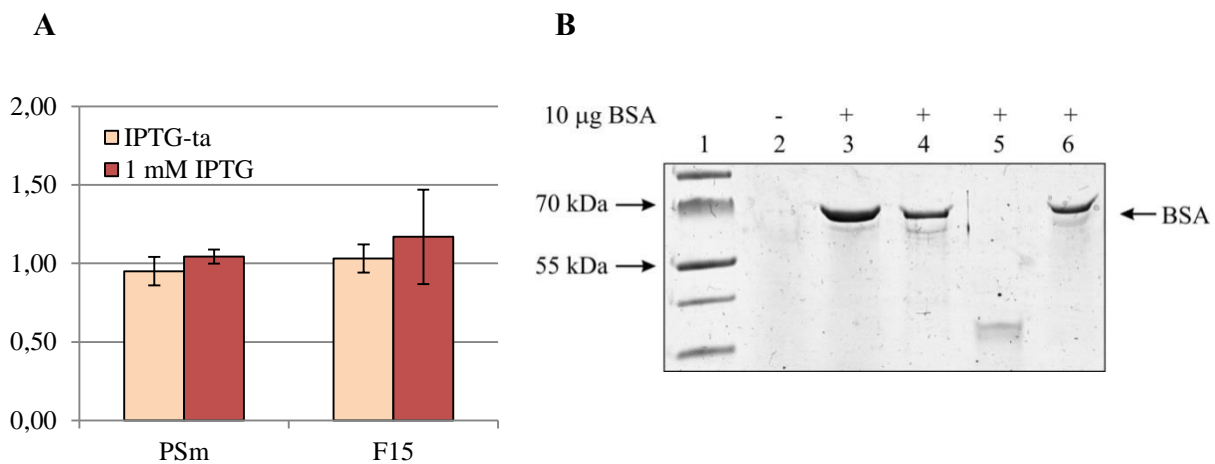 A
2,00
1,50
1,00
0,50
0,00
IPTG-ta
1 mM IPTG
PSm F15
B
10 µg BSA - + + + +
1 2 3 4 5 6
70 kDa
55 kDa
BSA